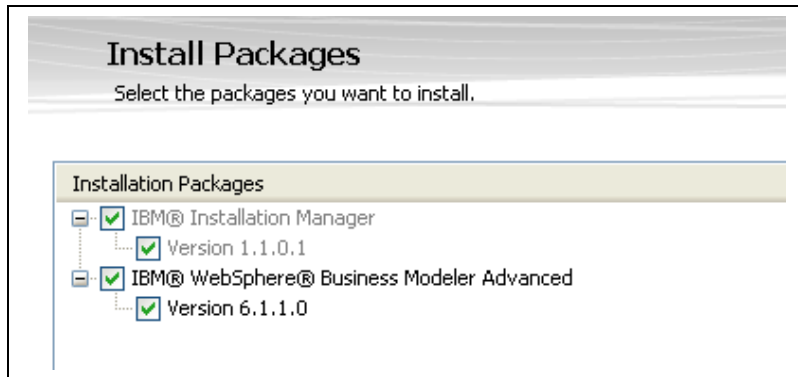 Install Packages
Select the packages you want to install.
Installation Packages
IBM® Installation Manager
Version 1.1.0.1
IBM® WebSphere® Business Modeler Advanced
Version 6.1.1.0